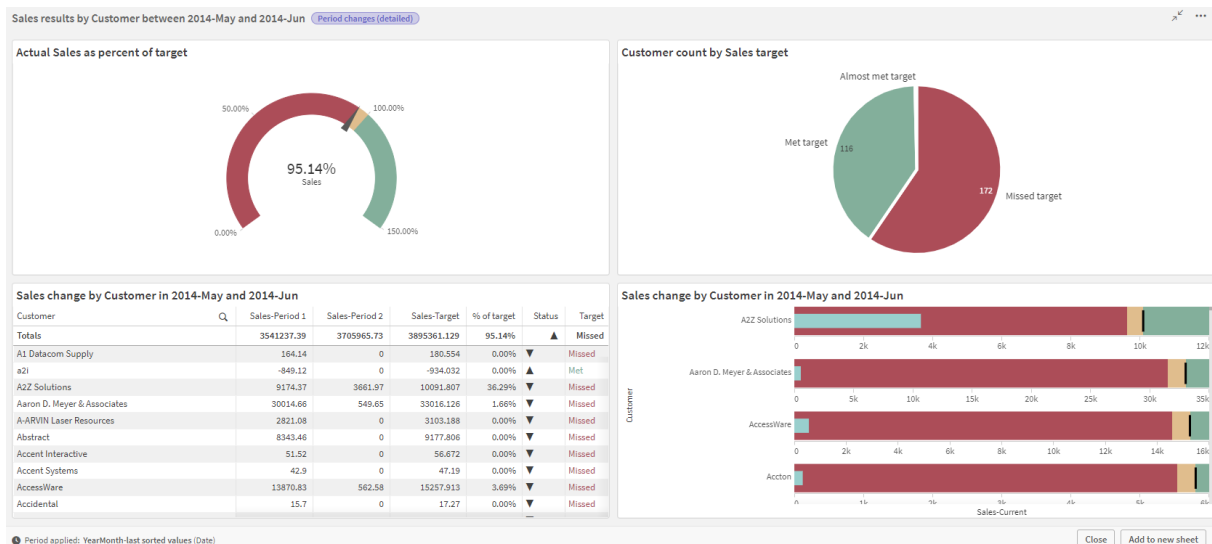 Sales results by Customer between 2014-May and 2014-Jun Period changes (detailed)
Actual Sales as percent of target
50.00% 100.00%
95.14%
Sales
0.00% 150.00%
Customer count by Sales target
Almost met target
Met target
116
172
Missed target
Sales change by Customer in 2014-May and 2014-Jun
Customer Sales-Period 1 Sales-Period 2 Sales-Target % of target Status Target
Totals 3541237.39 3705965.73 3895361.129 95.14% ▲ Missed
A1 Datacom Supply 164.14 0 180.554 0.00% ▼ Missed
a2i -849.12 0 -934.032 0.00% ▲ Met
A2Z Solutions 9174.37 3661.97 10091.807 36.29% ▼ Missed
Aaron D. Meyer & Associates 30014.66 549.65 33016.126 1.66% ▼ Missed
A-ARVIN Laser Resources 2821.08 0 3103.188 0.00% ▼ Missed
Abstract 8343.46 0 9177.806 0.00% ▼ Missed
Accent Interactive 51.52 0 56.672 0.00% ▼ Missed
Accent Systems 42.9 0 47.19 0.00% ▼ Missed
AccessWare 13870.83 562.58 15257.913 3.69% ▼ Missed
Accidental 15.7 0 17.27 0.00% ▼ Missed
Sales change by Customer in 2014-May and 2014-Jun
Customer
A2Z Solutions
0 2k 4k 6k 8k 10k 12k
Aaron D. Meyer & Associates
0 5k 10k 15k 20k 25k 30k 35k
AccessWare
0 2k 4k 6k 8k 10k 12k 14k 16k
Accton
0 1k 2k 3k 4k 5k 6k
Sales-Current
Period applied: YearMonth-last sorted values (Date)
Close Add to new sheet